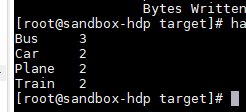 Bytes Written
[root@sandbox-hdp target]# ha
Bus 3
Car 2
Plane 2
Train 2
[root@sandbox-hdp target]#